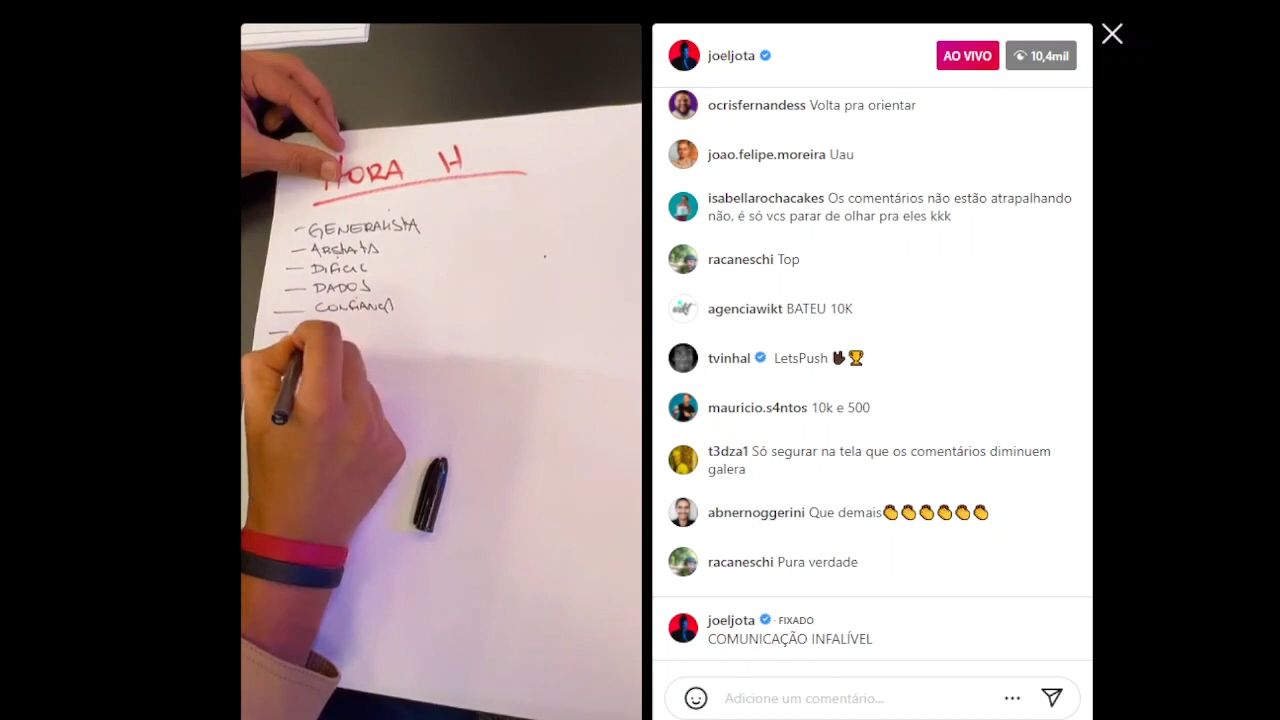 HORA H
- GENERALISTA
- DIFICIL
- DADOS
- CONFIANÇA
joeljota
AO VIVO
10,4mil
ocrisfernandess Volta pra orientar
joao.felipe.moreira Uau
isabellarochacakes Os comentários não estão atrapalhando
não, é só vcs parar de olhar pra eles kkk
racaneschi Top
agenciawikt BATEU 10K
tvinhal LetsPush
mauricio.s4ntos 10k e 500
t3dza1 Só segurar na tela que os comentários diminuem
galera
abnernoggerini Que demais
racaneschi Pura verdade
joeljota · FIXADO
COMUNICAÇÃO INFALÍVEL
Adicione um comentário...